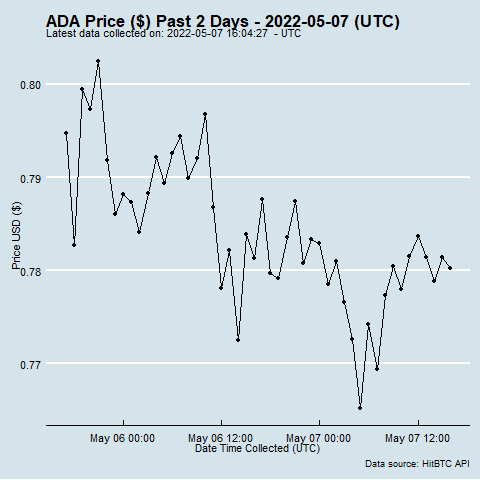 ADA Price ($) Past 2 Days - 2022-05-07 (UTC)
Latest data collected on: 2022-05-07 16:04:27  - UTC
0.80
0.79
0.78
0.77
Price USD ($)
May 06 00:00 May 06 12:00 May 07 00:00 May 07 12:00
Date Time Collected (UTC)
Data source: HitBTC API